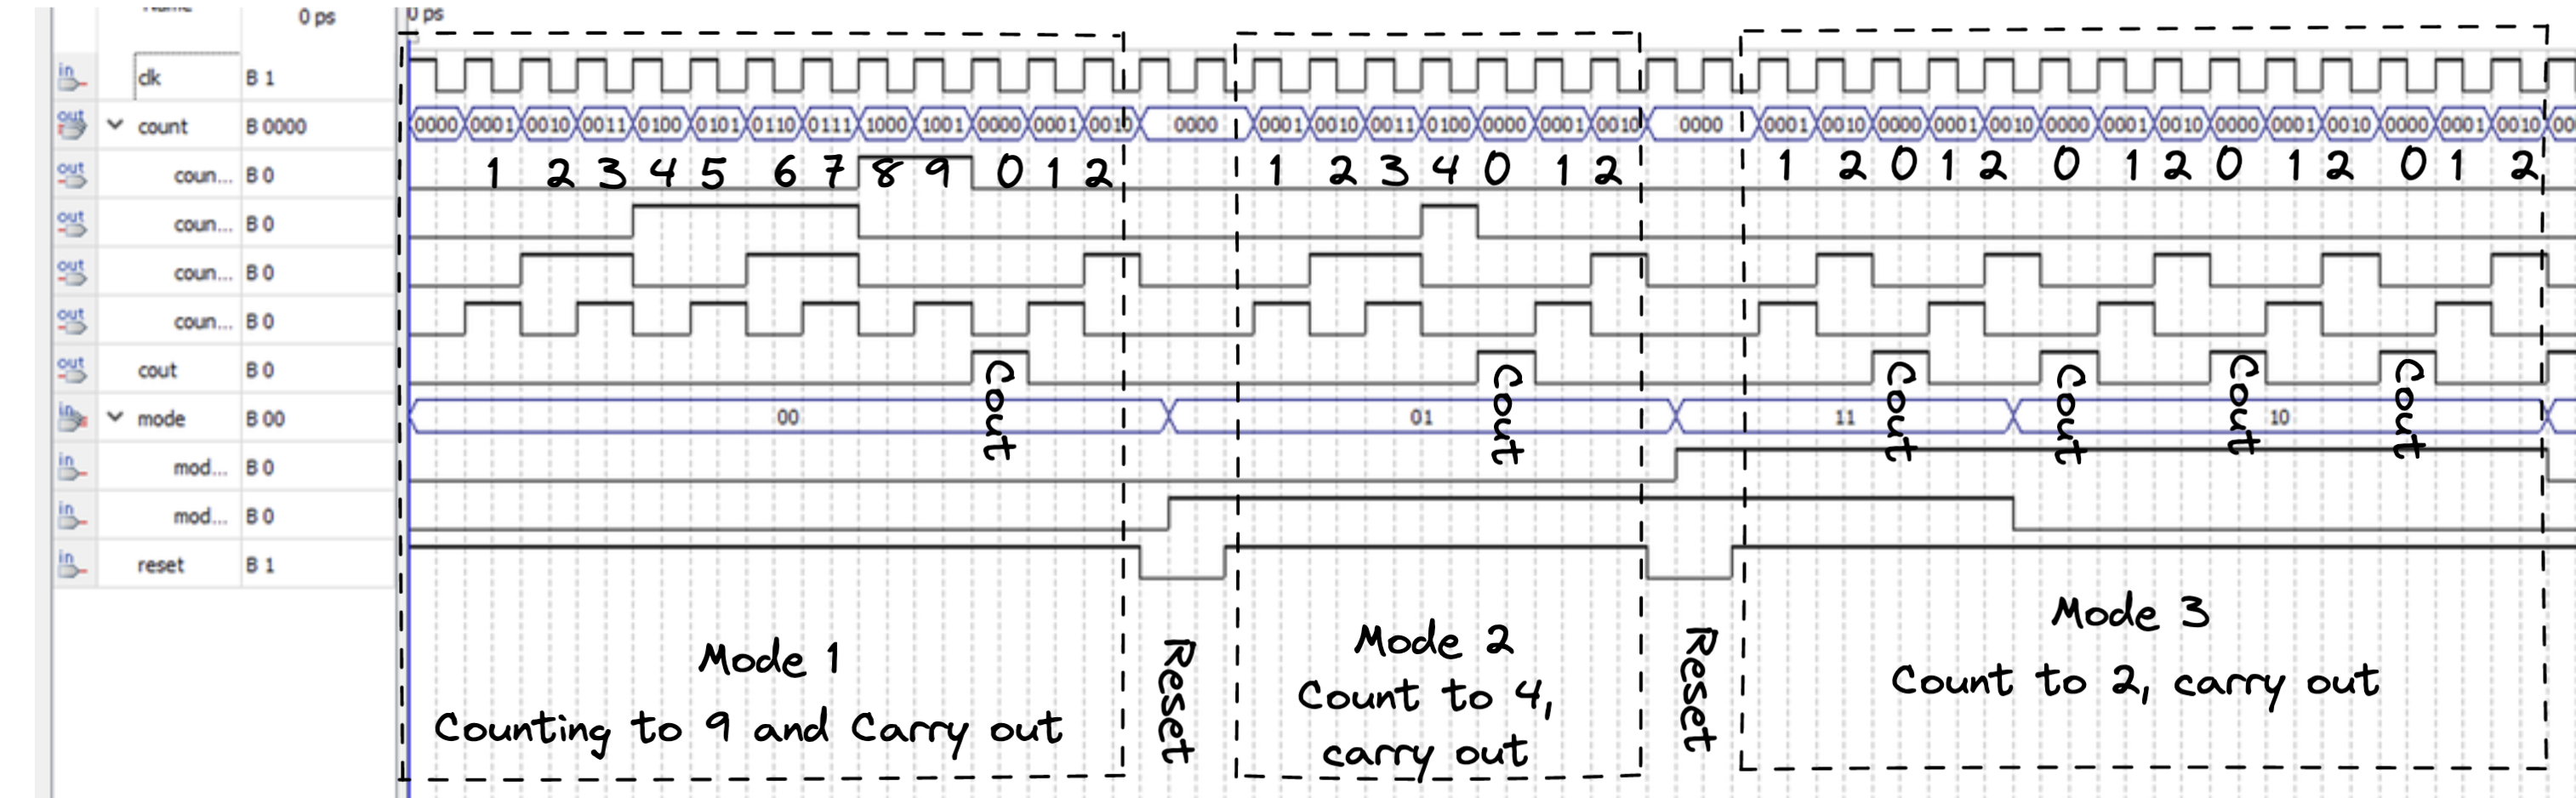 Name
0 ps
0 ps
in
clk
B 1
out
count
B 0000
0000 0001 0010 0011 0100 0101 0110 0111 1000 1001 0000 0001 0010 0000 0001 0010 0011 0100 0000 0001 0010 0000 0001 0010 0000 0001 0010 0000 0001 0010 0000 0001 0010 0000 0001 0010 00
out
coun...
B 0
1 2 3 4 5 6 7 8 9 0 1 2 1 2 3 4 0 1 2 1 2 0 1 2 0 1 2 0 1 2 0 1 2
out
coun...
B 0
out
coun...
B 0
out
coun...
B 0
out
cout
B 0
Cout
Cout
Cout
Cout
Cout
Cout
in
mode
B 00
00
01
11
10
in
mod...
B 0
in
mod...
B 0
in
reset
B 1
Mode 1
Counting to 9 and Carry out
Reset
Mode 2
Count to 4,
carry out
Reset
Mode 3
Count to 2, carry out